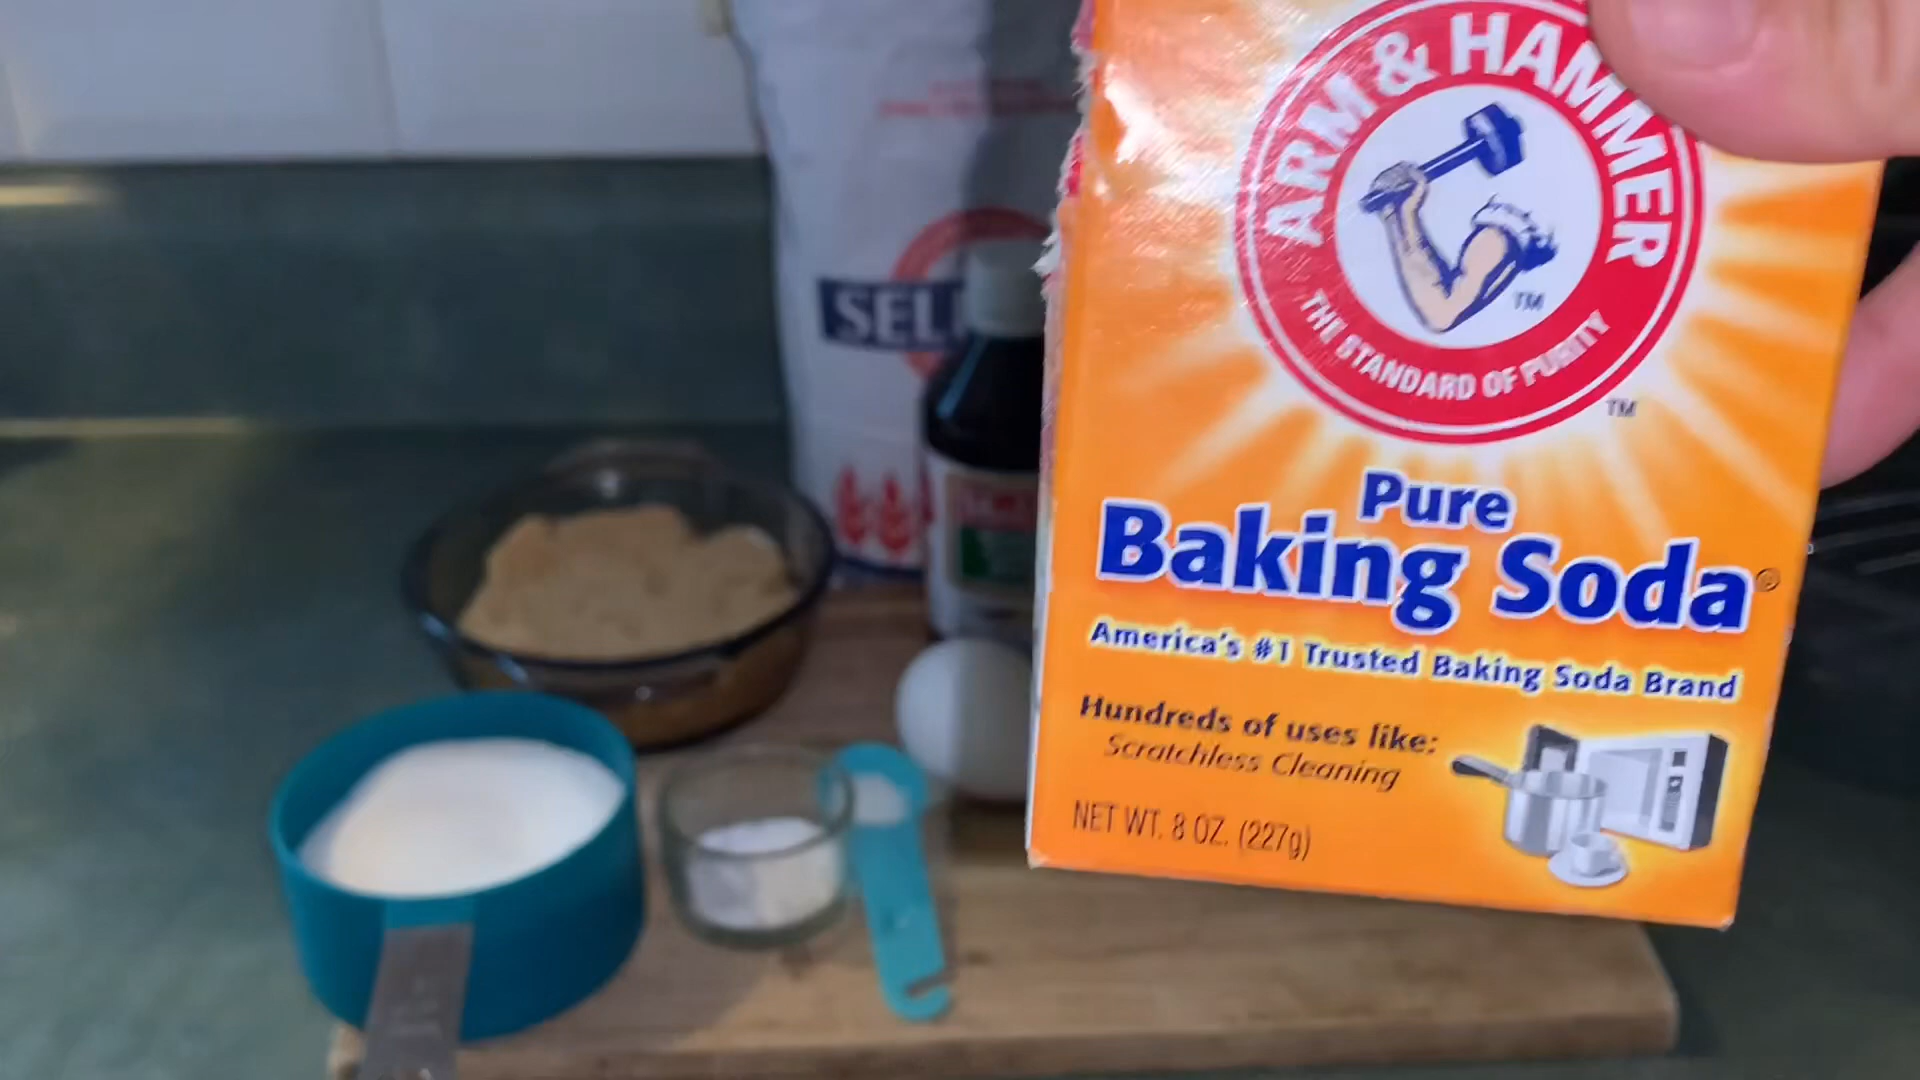 ARM & HAMMER
THE STANDARD OF PURITY
TM
TM
Pure
Baking Soda®
America's #1 Trusted Baking Soda Brand
Hundreds of uses like:
Scratchless Cleaning
NET WT. 8 OZ. (227g)